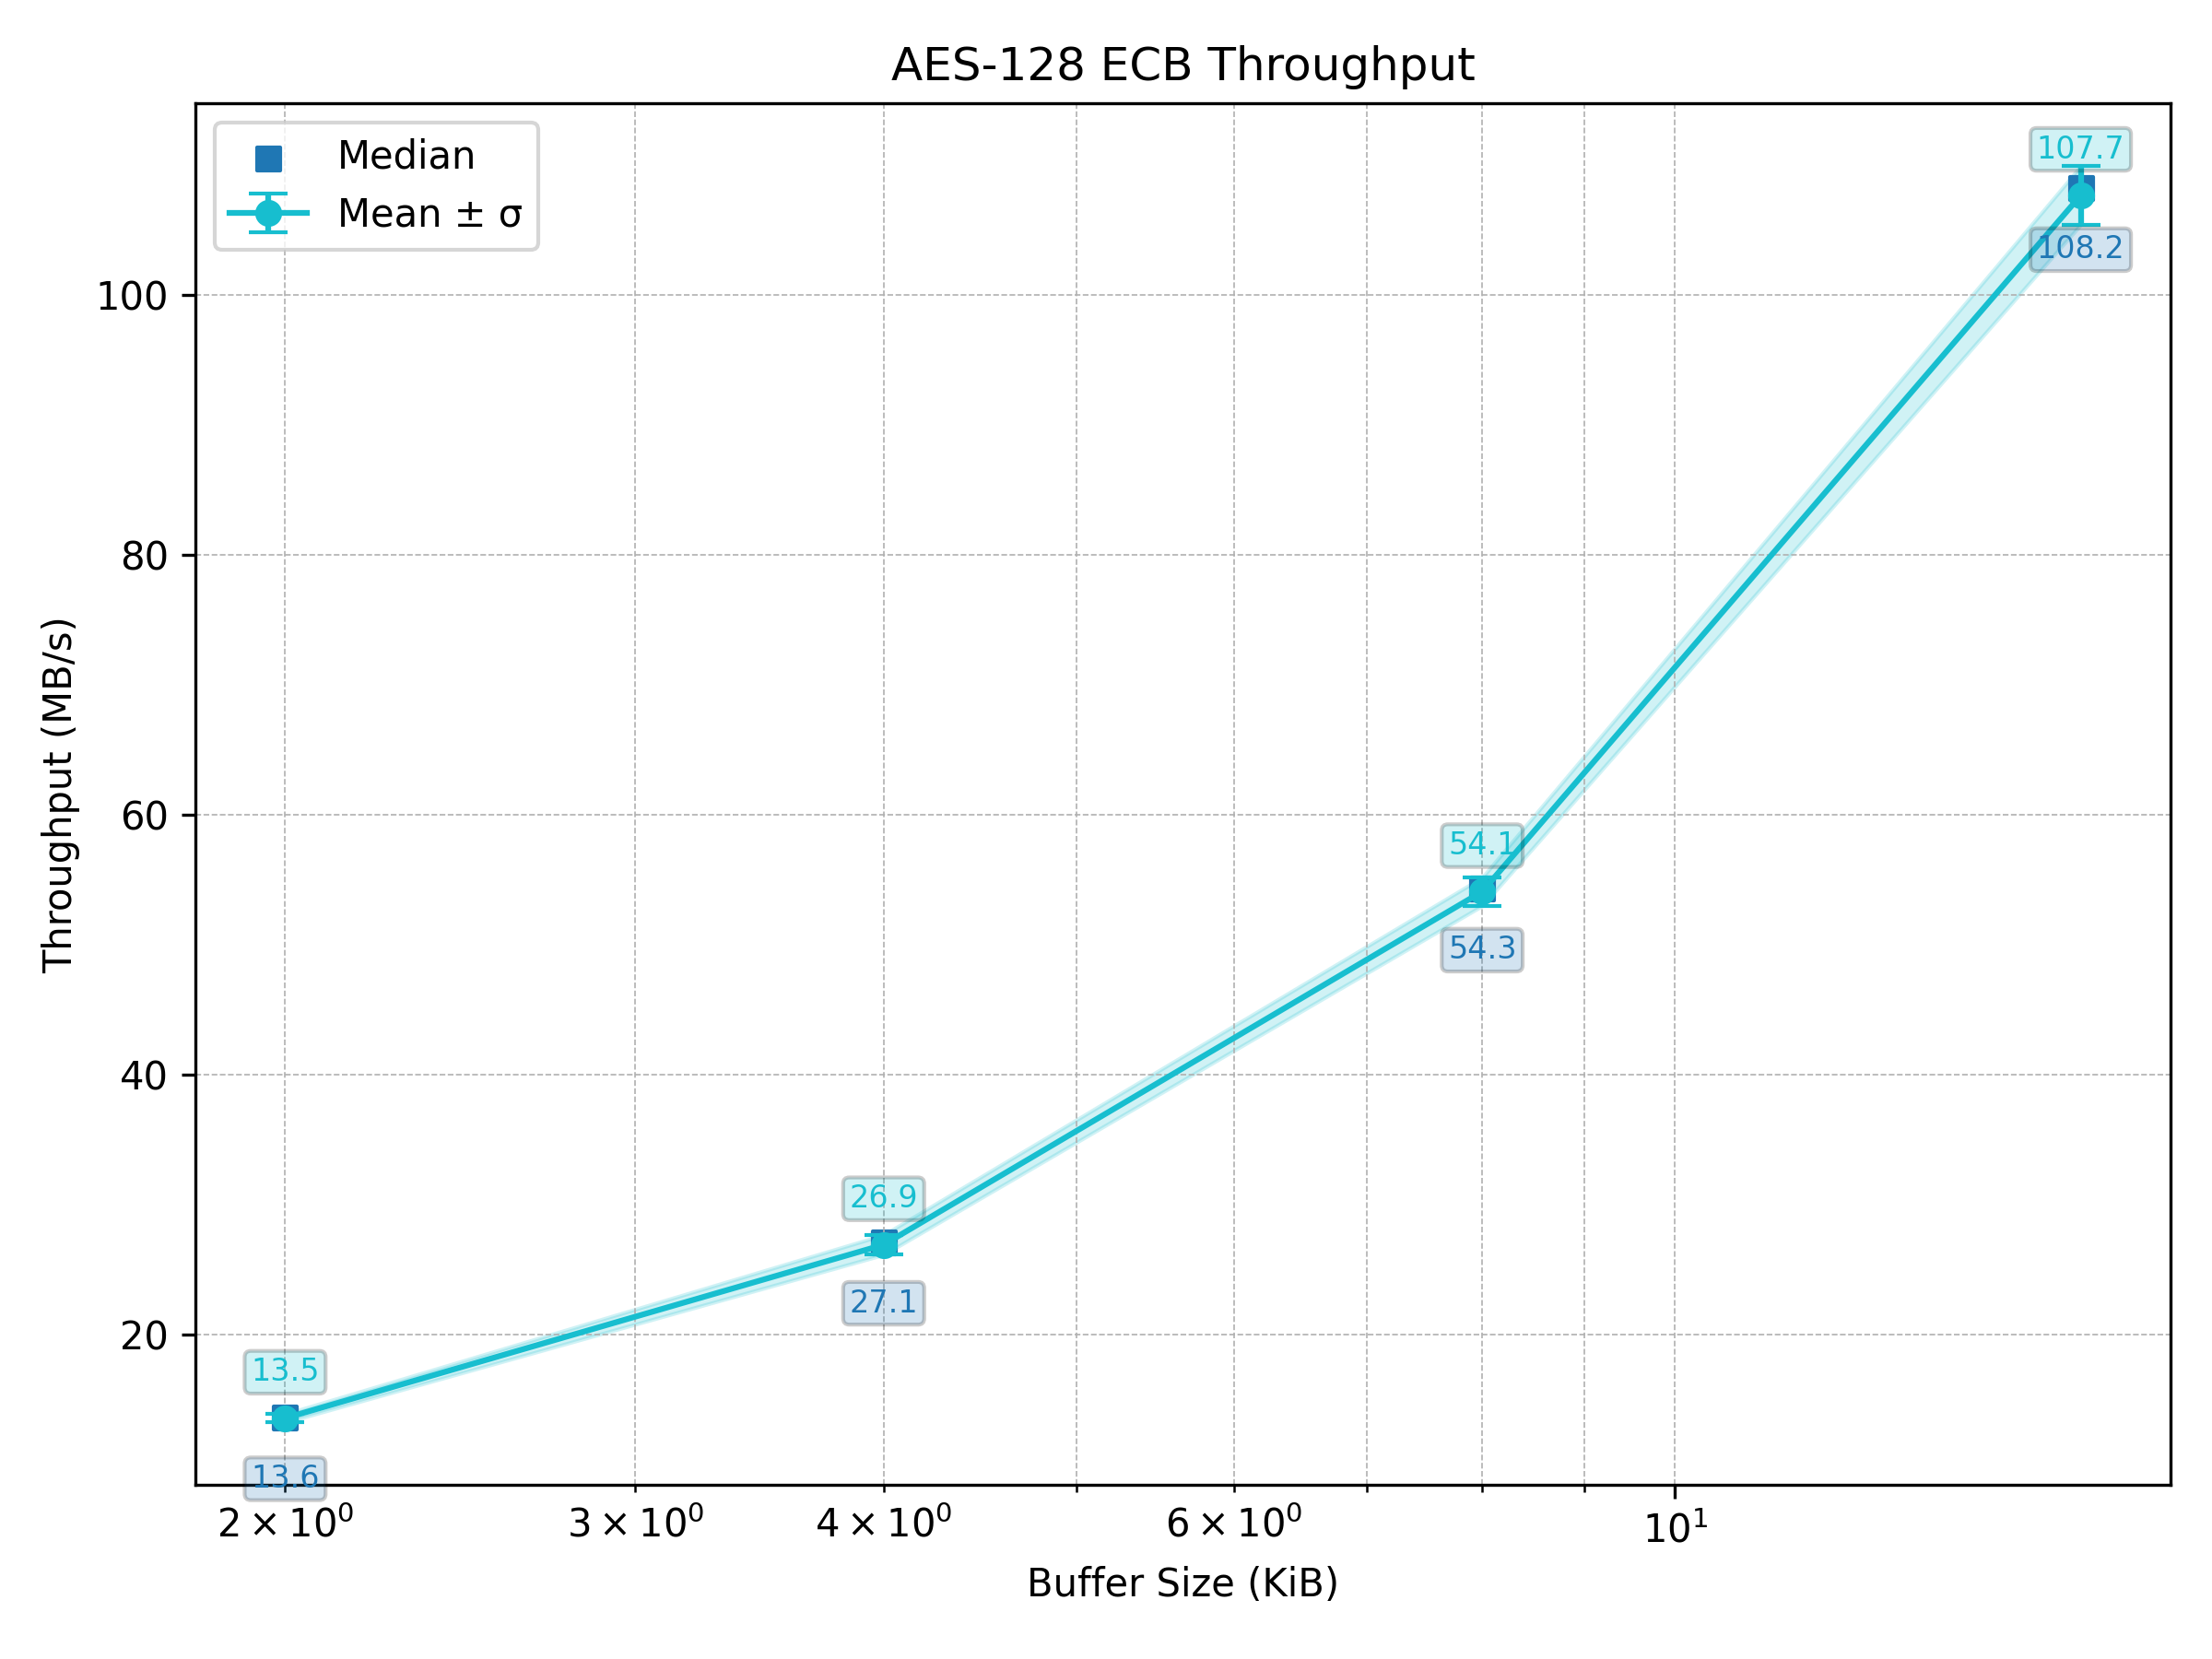 AES-128 ECB Throughput
Median
Mean ± σ
Throughput (MB/s)
100
80
60
40
20
107.7
108.2
54.1
54.3
26.9
27.1
13.5
13.6
2 × 10⁰
3 × 10⁰
4 × 10⁰
6 × 10⁰
10¹
Buffer Size (KiB)